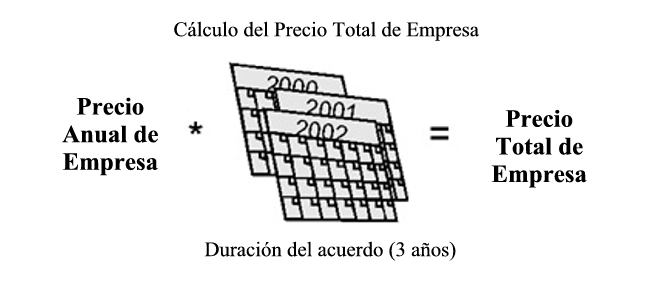 Cálculo del Precio Total de Empresa
Precio
Anual de
Empresa
*
2000
2001
2002
=
Precio
Total de
Empresa
Duración del acuerdo (3 años)